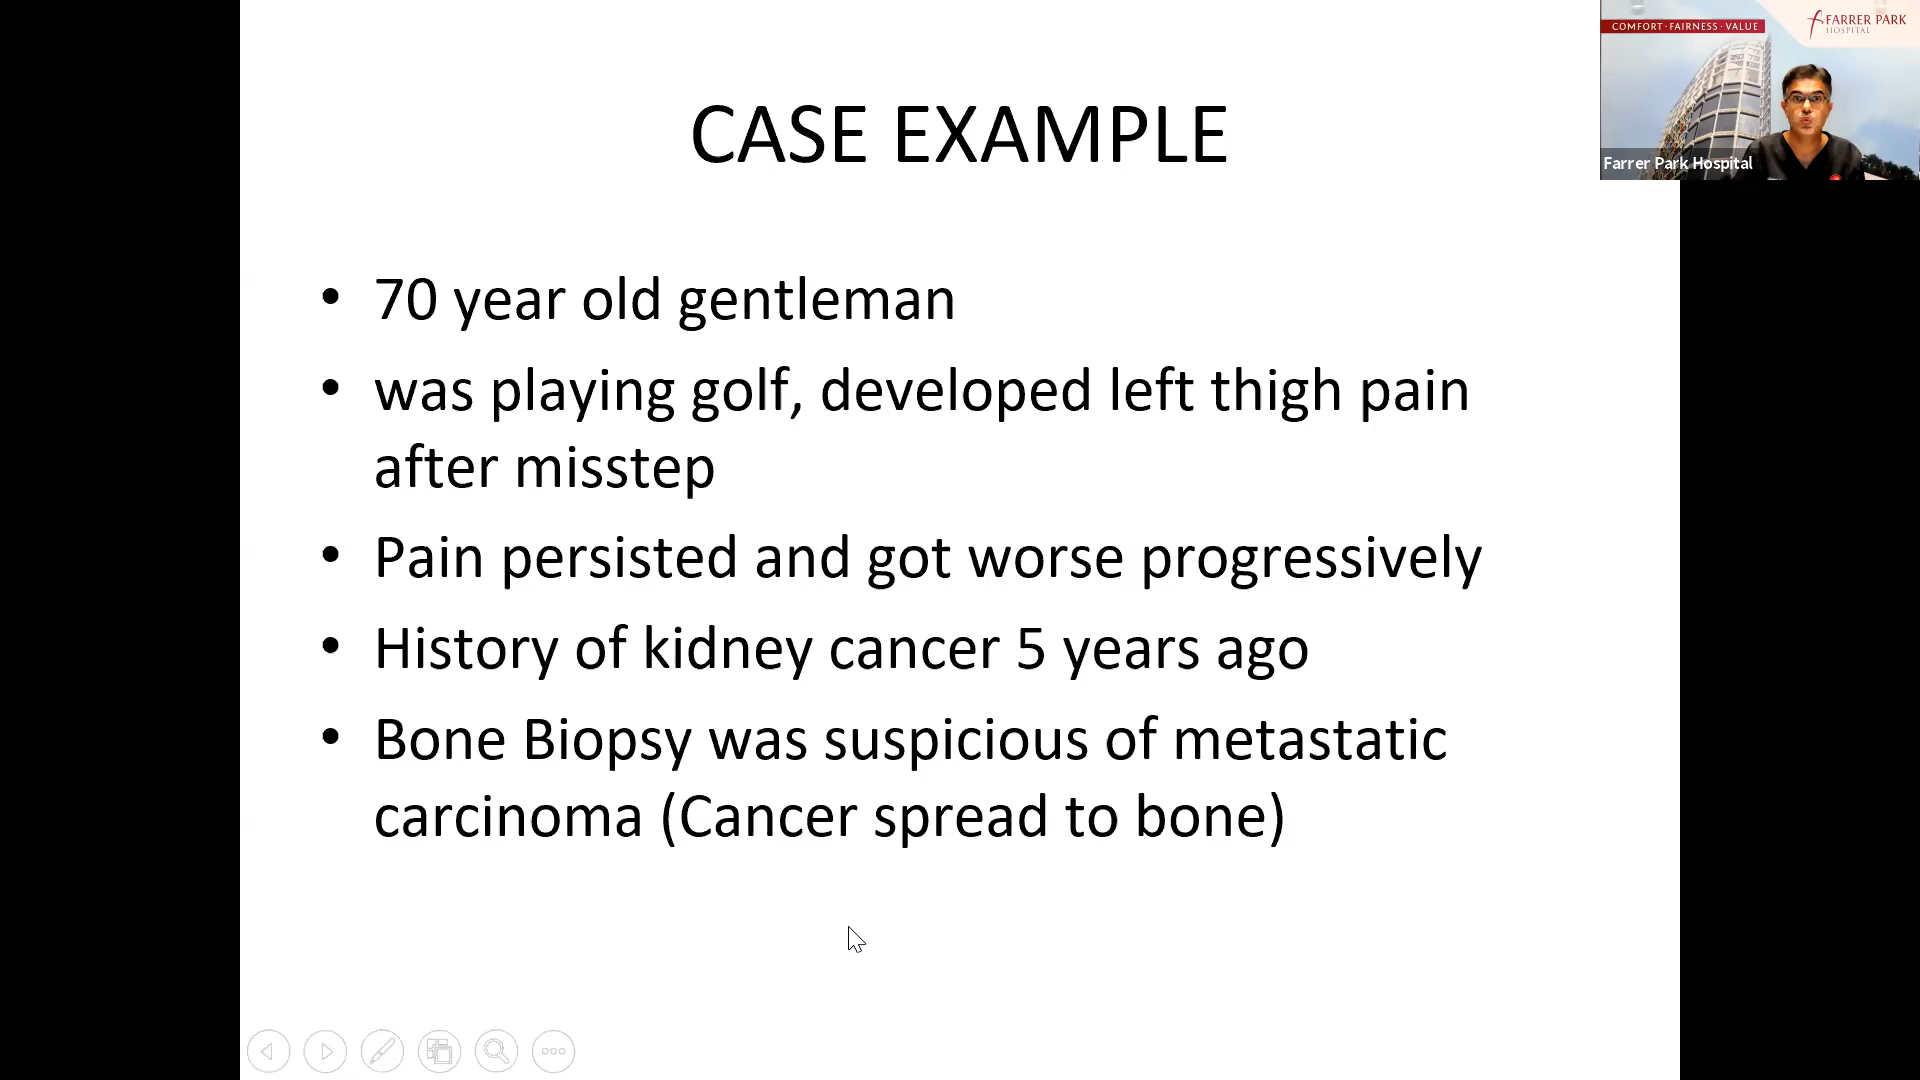 CASE EXAMPLE
• 70 year old gentleman
• was playing golf, developed left thigh pain
after misstep
• Pain persisted and got worse progressively
• History of kidney cancer 5 years ago
• Bone Biopsy was suspicious of metastatic
carcinoma (Cancer spread to bone)
COMFORT · FAIRNESS · VALUE
FARRER PARK
HOSPITAL
Farrer Park Hospital